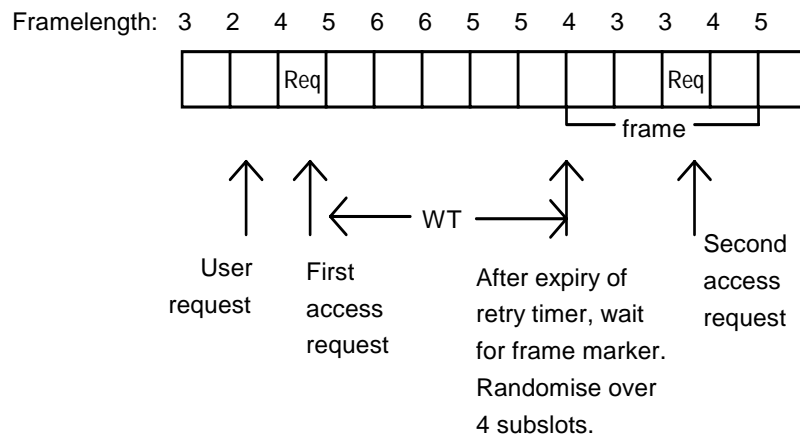 Framelength: 3 2 4 5 6 6 5 5 4 3 3 4 5
Req Req
frame
WT
User
request
First
access
request
After expiry of
retry timer, wait
for frame marker.
Randomise over
4 subslots.
Second
access
request